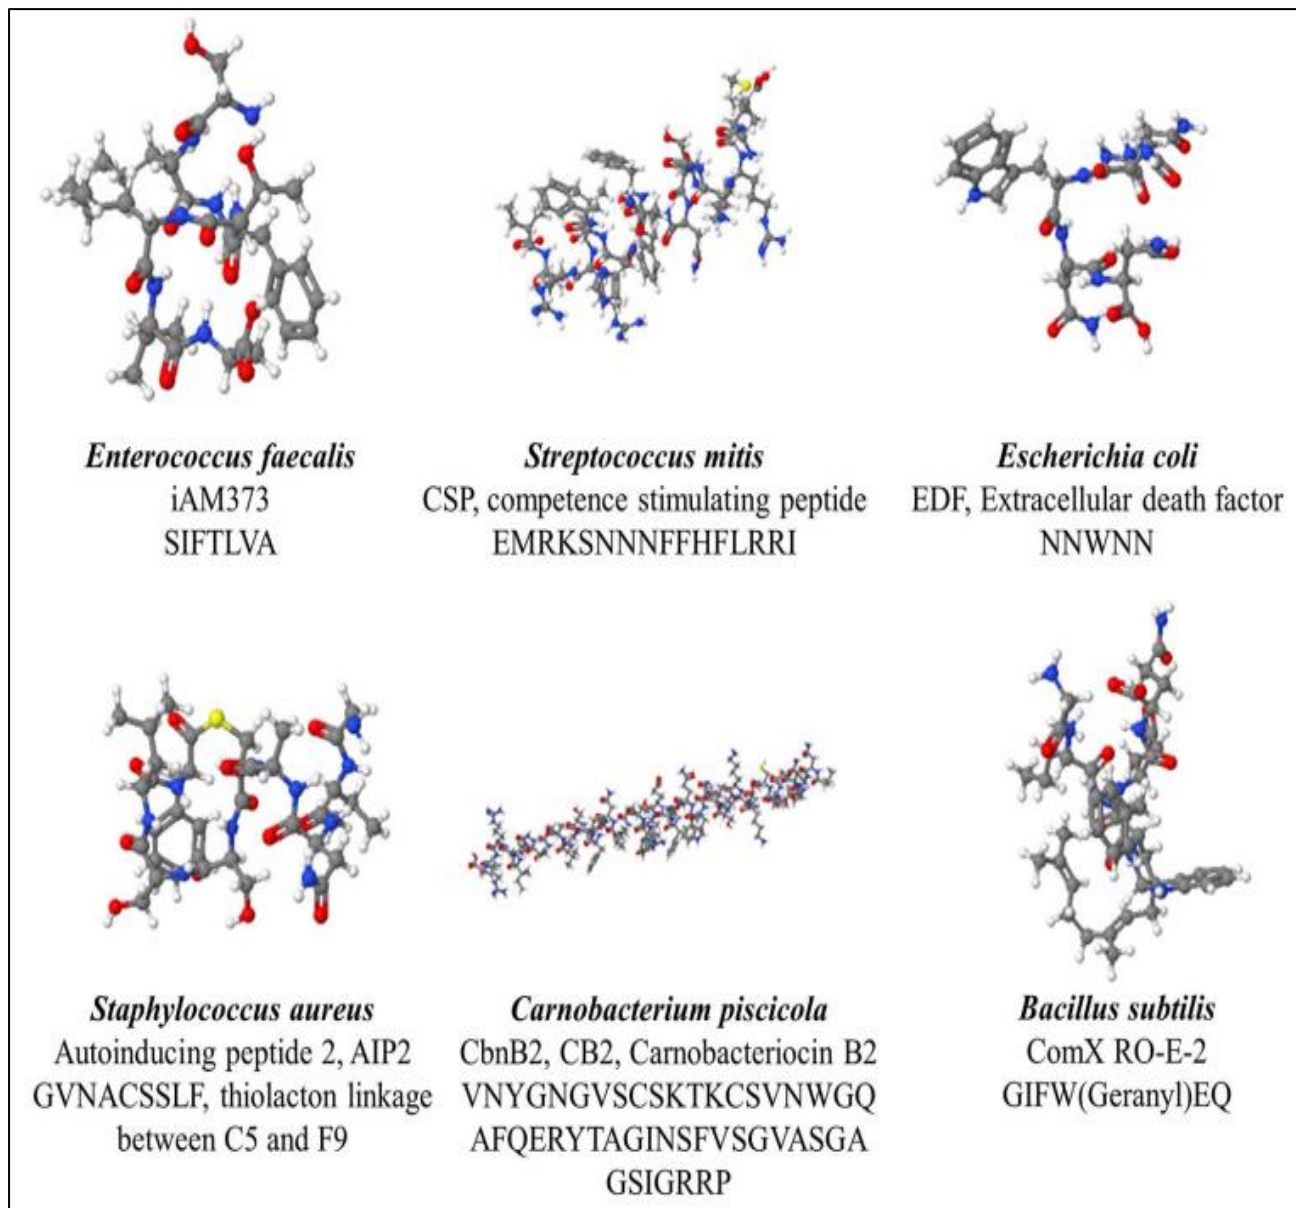 Enterococcus faecalis
iAM373
SIFTLVA
Streptococcus mitis
CSP, competence stimulating peptide
EMRKSNNNFFHFLRRI
Escherichia coli
EDF, Extracellular death factor
NNWNN
Staphylococcus aureus
Autoinducing peptide 2, AIP2
GVNACSSLF, thiolacton linkage
between C5 and F9
Carnobacterium piscicola
CbnB2, CB2, Carnobacteriocin B2
VNYGNGVSCSKTKCSVNWGQ
AFQERYTAGINSFVSGVASGA
GSIGRRP
Bacillus subtilis
ComX RO-E-2
GIFW(Geranyl)EQ